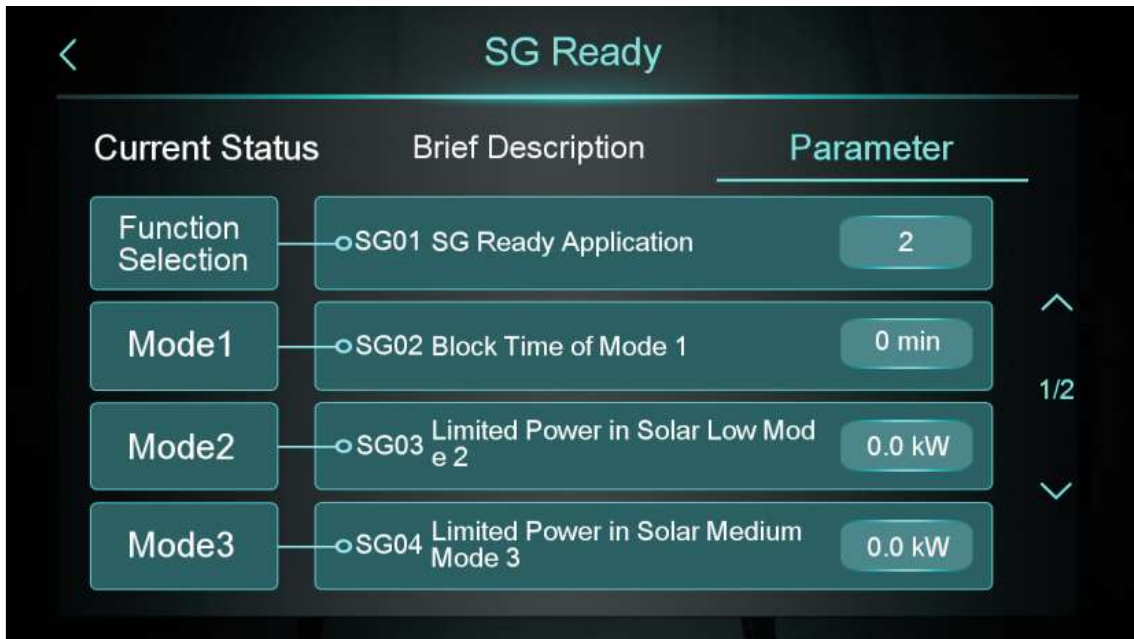 SG Ready
Current Status Brief Description Parameter
Function
Selection
SG01 SG Ready Application
2
Mode1
SG02 Block Time of Mode 1
0 min
Mode2
SG03 Limited Power in Solar Low Mod
e 2
0.0 kW
Mode3
SG04 Limited Power in Solar Medium
Mode 3
0.0 kW
1/2